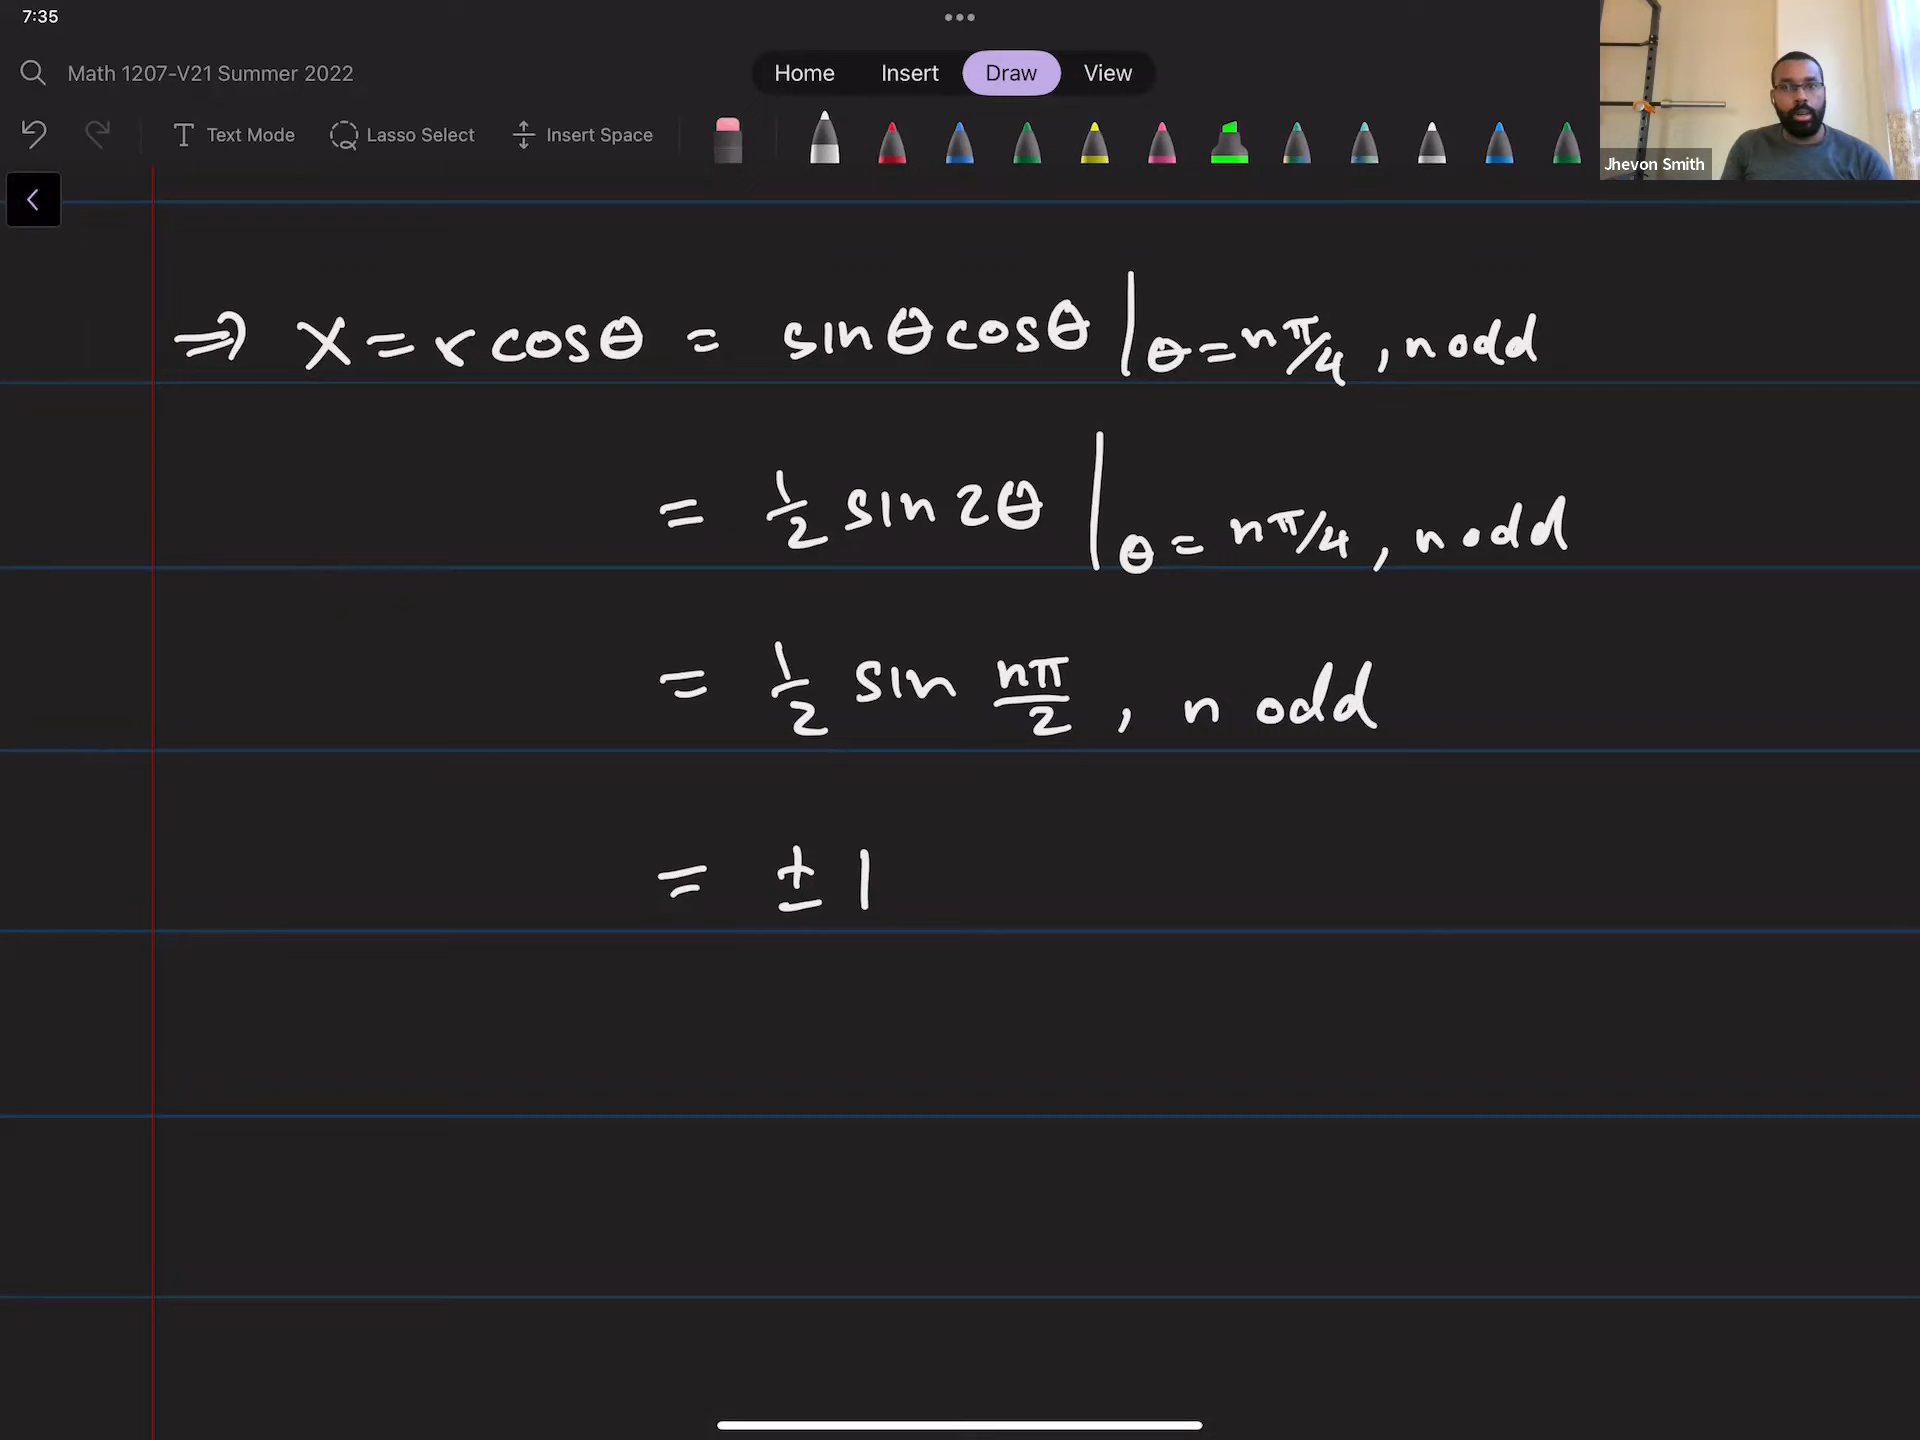 7:35
Math 1207-V21 Summer 2022
Home Insert Draw View
Text Mode Lasso Select Insert Space
Jhevon Smith
⇒ x = r cosθ = sinθ cosθ |θ = nπ/4, n odd
= 1/2 sin 2θ |θ = nπ/4, n odd
= 1/2 sin nπ/2, n odd
= ± 1